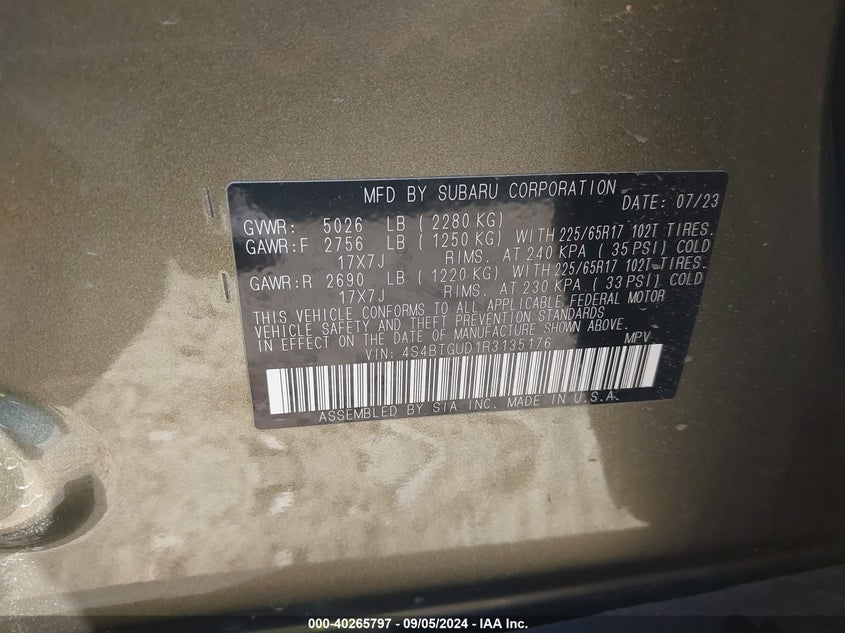 MFD BY SUBARU CORPORATION DATE: 07/23
GVWR: 5026 LB ( 2280 KG)
GAWR:F 2756 LB ( 1250 KG) WITH 225/65R17 102T TIRES.
17X7J RIMS. AT 240 KPA ( 35 PSI) COLD
GAWR:R 2690 LB ( 1220 KG) WITH 225/65R17 102T TIRES.
17X7J RIMS. AT 230 KPA ( 33 PSI) COLD
THIS VEHICLE CONFORMS TO ALL APPLICABLE FEDERAL MOTOR
VEHICLE SAFETY AND THEFT PREVENTION STANDARDS
IN EFFECT ON THE DATE OF MANUFACTURE SHOWN ABOVE.
VIN: 4S4BTGUD1R3135176 MPV
ASSEMBLED BY SIA INC. MADE IN U.S.A.
000-40265797 - 09/05/2024 - IAA Inc.